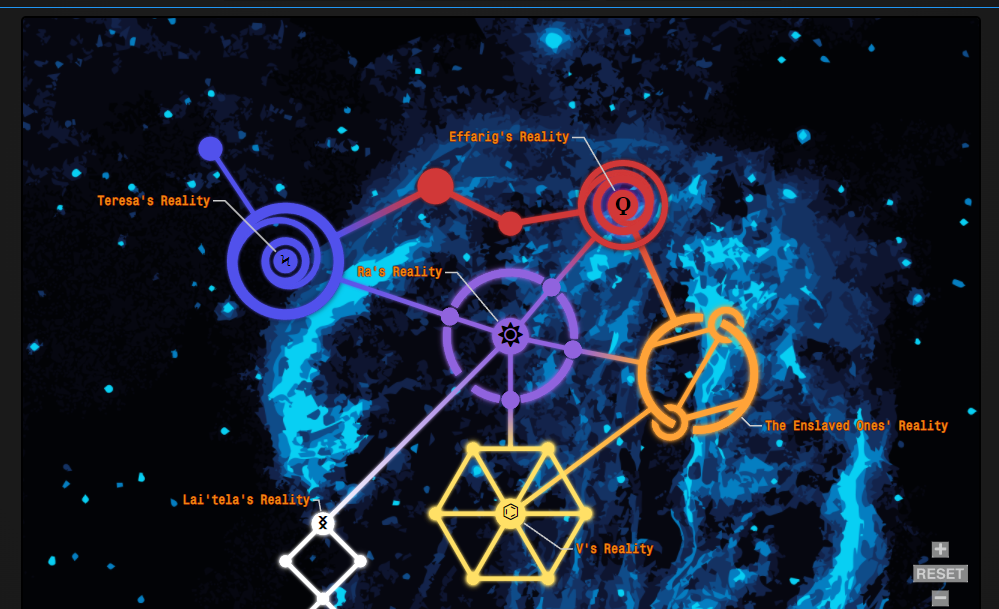 Effarig's Reality
Teresa's Reality
Ϙ
Ra's Reality
The Enslaved Ones' Reality
Lai'tela's Reality
V's Reality
+
RESET
−